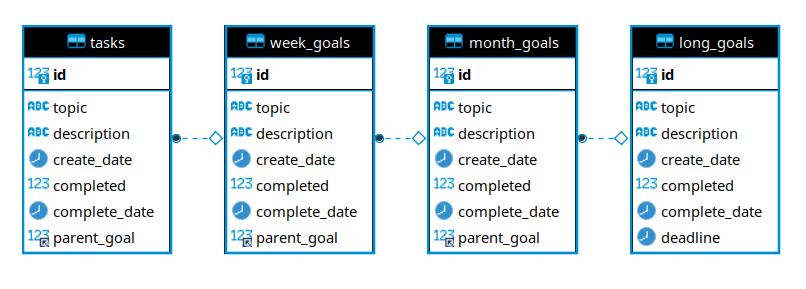 tasks
123 id
ABC topic
ABC description
create_date
123 completed
complete_date
123 parent_goal
week_goals
123 id
ABC topic
ABC description
create_date
123 completed
complete_date
123 parent_goal
month_goals
123 id
ABC topic
ABC description
create_date
123 completed
complete_date
123 parent_goal
long_goals
123 id
ABC topic
ABC description
create_date
123 completed
complete_date
deadline